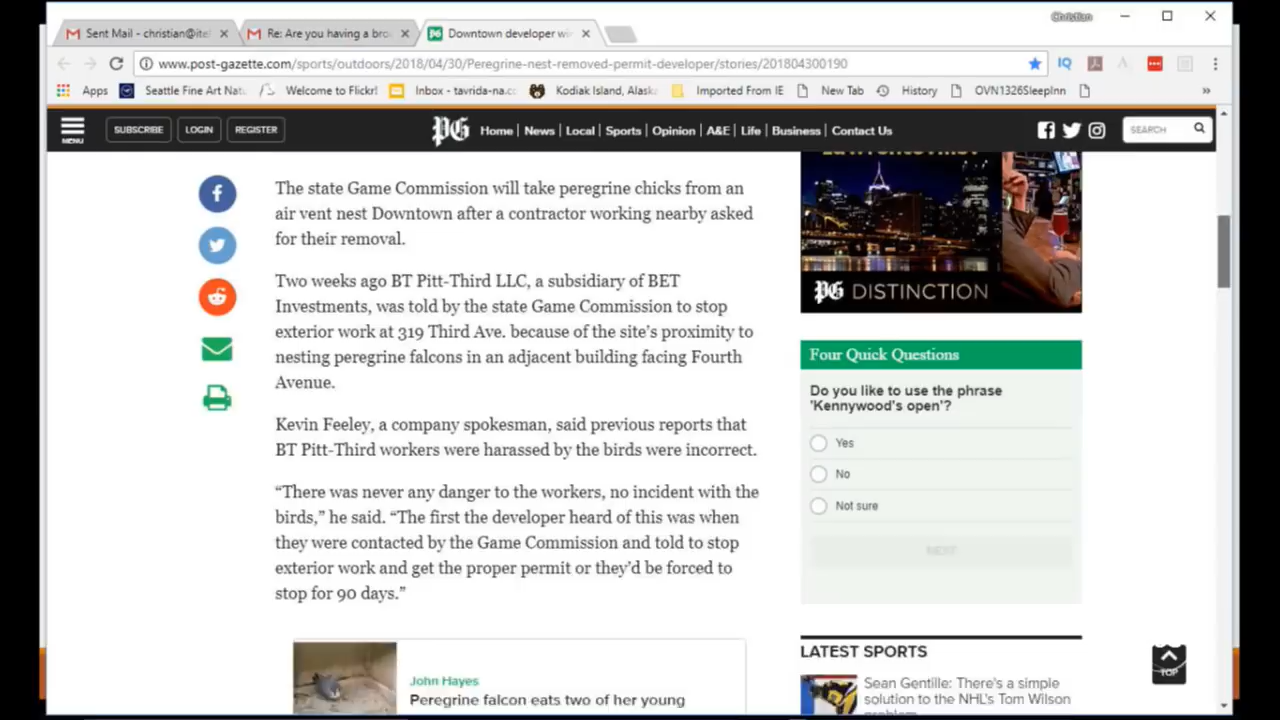 Christian
Sent Mail - christian@itel
Re: Are you having a bro
Downtown developer wi
www.post-gazette.com/sports/outdoors/2018/04/30/Peregrine-nest-removed-permit-developer/stories/201804300190
Apps
Seattle Fine Art Natu
Welcome to Flickr!
Inbox - tavrida-na.co
Kodiak Island, Alaska
Imported From IE
New Tab
History
OVN1326SleepInn
MENU
SUBSCRIBE
LOGIN
REGISTER
PG
Home | News | Local | Sports | Opinion | A&E | Life | Business | Contact Us
SEARCH
The state Game Commission will take peregrine chicks from an
air vent nest Downtown after a contractor working nearby asked
for their removal.
Two weeks ago BT Pitt-Third LLC, a subsidiary of BET
Investments, was told by the state Game Commission to stop
exterior work at 319 Third Ave. because of the site's proximity to
nesting peregrine falcons in an adjacent building facing Fourth
Avenue.
Kevin Feeley, a company spokesman, said previous reports that
BT Pitt-Third workers were harassed by the birds were incorrect.
“There was never any danger to the workers, no incident with the
birds,” he said. “The first the developer heard of this was when
they were contacted by the Game Commission and told to stop
exterior work and get the proper permit or they’d be forced to
stop for 90 days.”
John Hayes
Peregrine falcon eats two of her young
PG DISTINCTION
Four Quick Questions
Do you like to use the phrase
'Kennywood's open'?
Yes
No
Not sure
NEXT
LATEST SPORTS
Sean Gentille: There's a simple
solution to the NHL's Tom Wilson
TOP